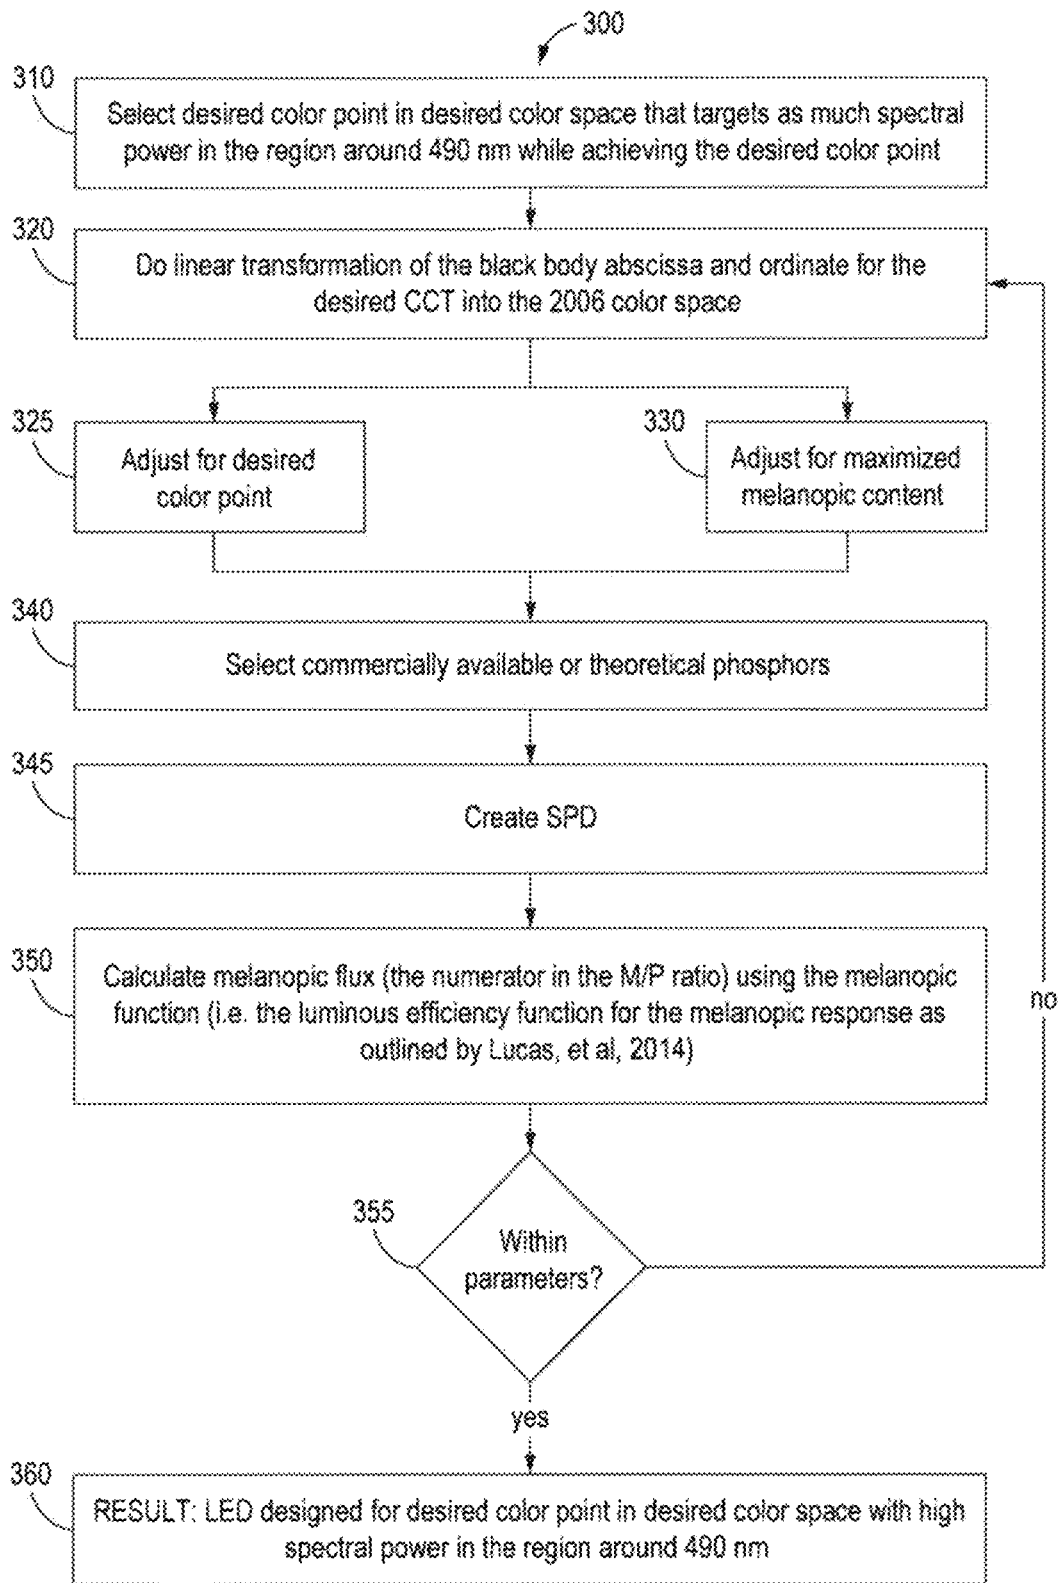 300
310
Select desired color point in desired color space that targets as much spectral
power in the region around 490 nm while achieving the desired color point
320
Do linear transformation of the black body abscissa and ordinate for the
desired CCT into the 2006 color space
325
Adjust for desired
color point
330
Adjust for maximized
melanopic content
340
Select commercially available or theoretical phosphors
345
Create SPD
350
Calculate melanopic flux (the numerator in the M/P ratio) using the melanopic
function (i.e. the luminous efficiency function for the melanopic response as
outlined by Lucas, et al, 2014)
no
355
Within
parameters?
yes
360
RESULT: LED designed for desired color point in desired color space with high
spectral power in the region around 490 nm